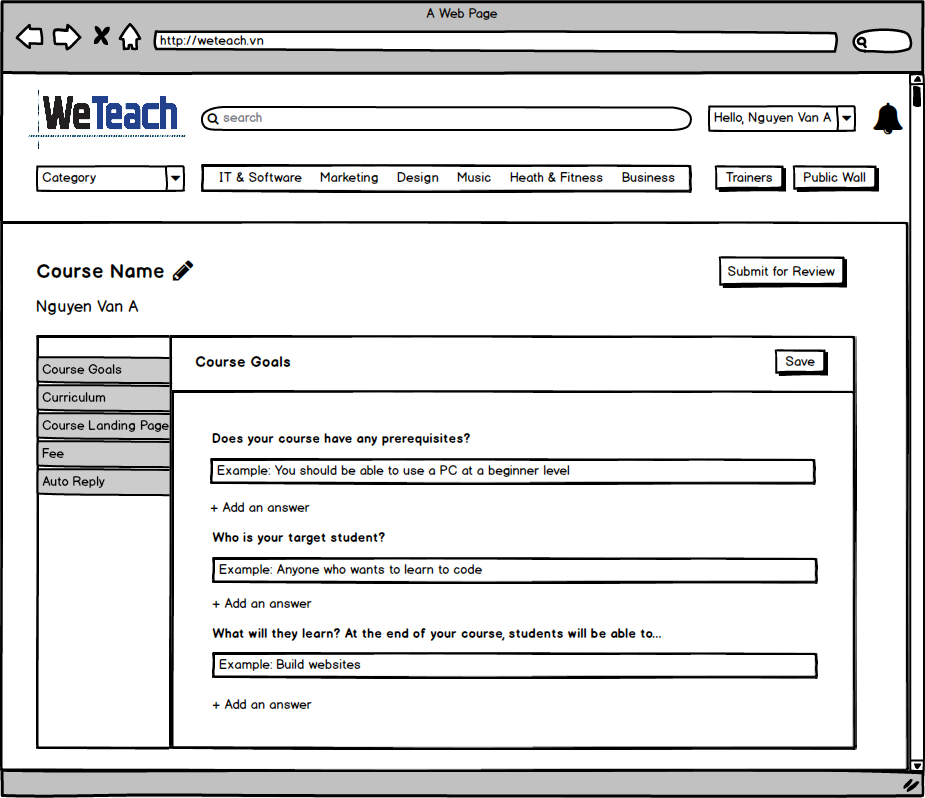 A Web Page
http://weteach.vn
WeTeach
search
Hello, Nguyen Van A
Category
IT & Software Marketing Design Music Heath & Fitness Business
Trainers
Public Wall
Course Name
Submit for Review
Nguyen Van A
Course Goals
Curriculum
Course Landing Page
Fee
Auto Reply
Course Goals
Save
Does your course have any prerequisites?
Example: You should be able to use a PC at a beginner level
+ Add an answer
Who is your target student?
Example: Anyone who wants to learn to code
+ Add an answer
What will they learn? At the end of your course, students will be able to...
Example: Build websites
+ Add an answer